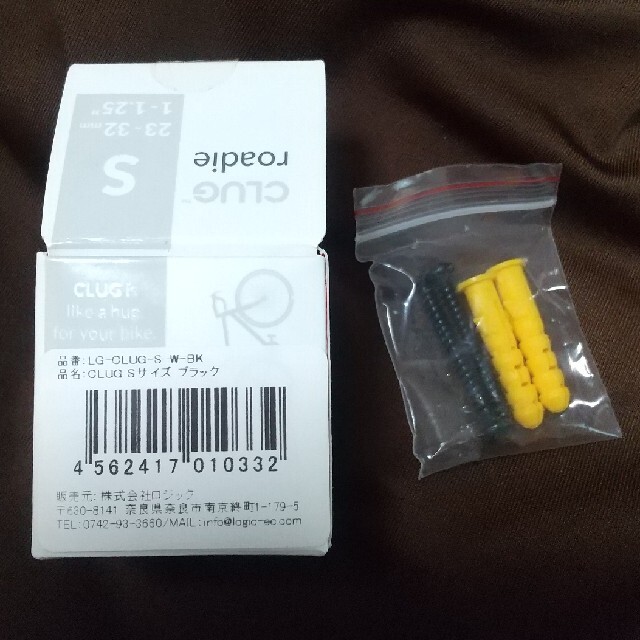 1 - 1.25"
23 - 32mm
S
roadie
CLUG™
CLUG
like a hug
for your bike.
品番:LG-CLUG-S W-BK
品名:CLUG Sサイズ ブラック
4 562417 010332
販売元: 株式会社ロジック
〒630-8141 奈良県奈良市南京終町1-179-5
TEL:0742-93-3660/MAIL:info@logic-ec.com